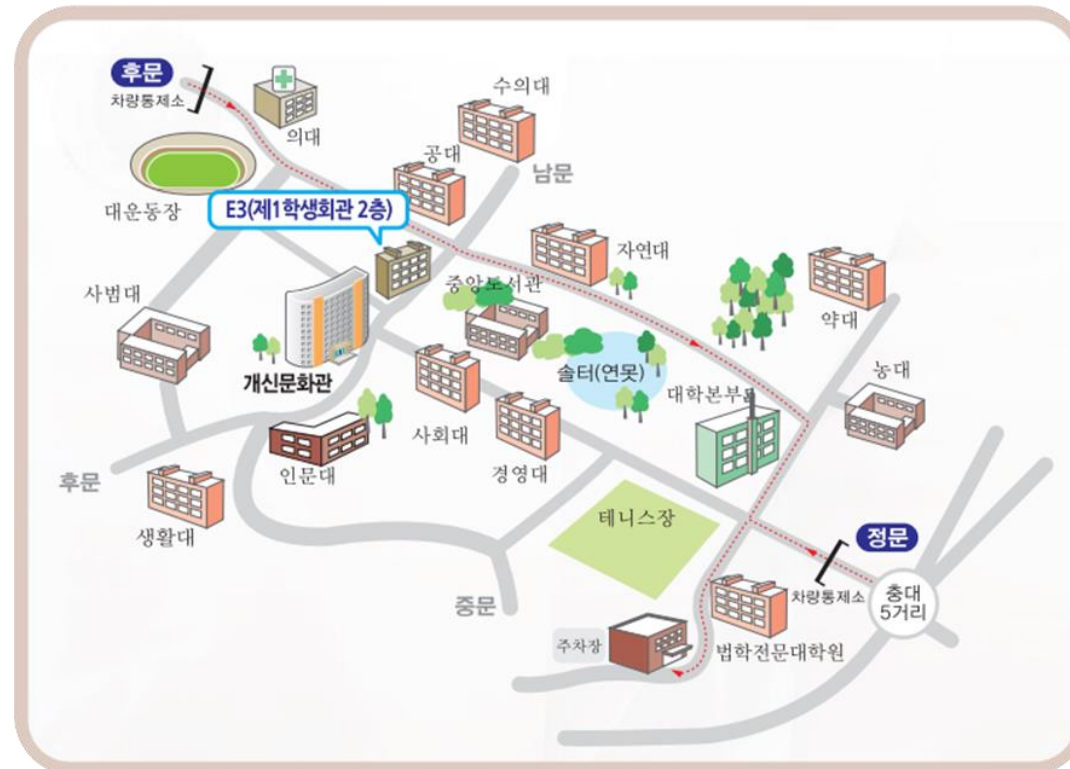 후문
차량통제소
의대
수의대
공대
남문
대운동장
E3(제1학생회관 2층)
자연대
중앙도서관
사범대
약대
개신문화관
솔터(연못)
농대
대학본부
사회대
인문대
경영대
후문
생활대
테니스장
정문
차량통제소
충대
5거리
중문
주차장
법학전문대학원